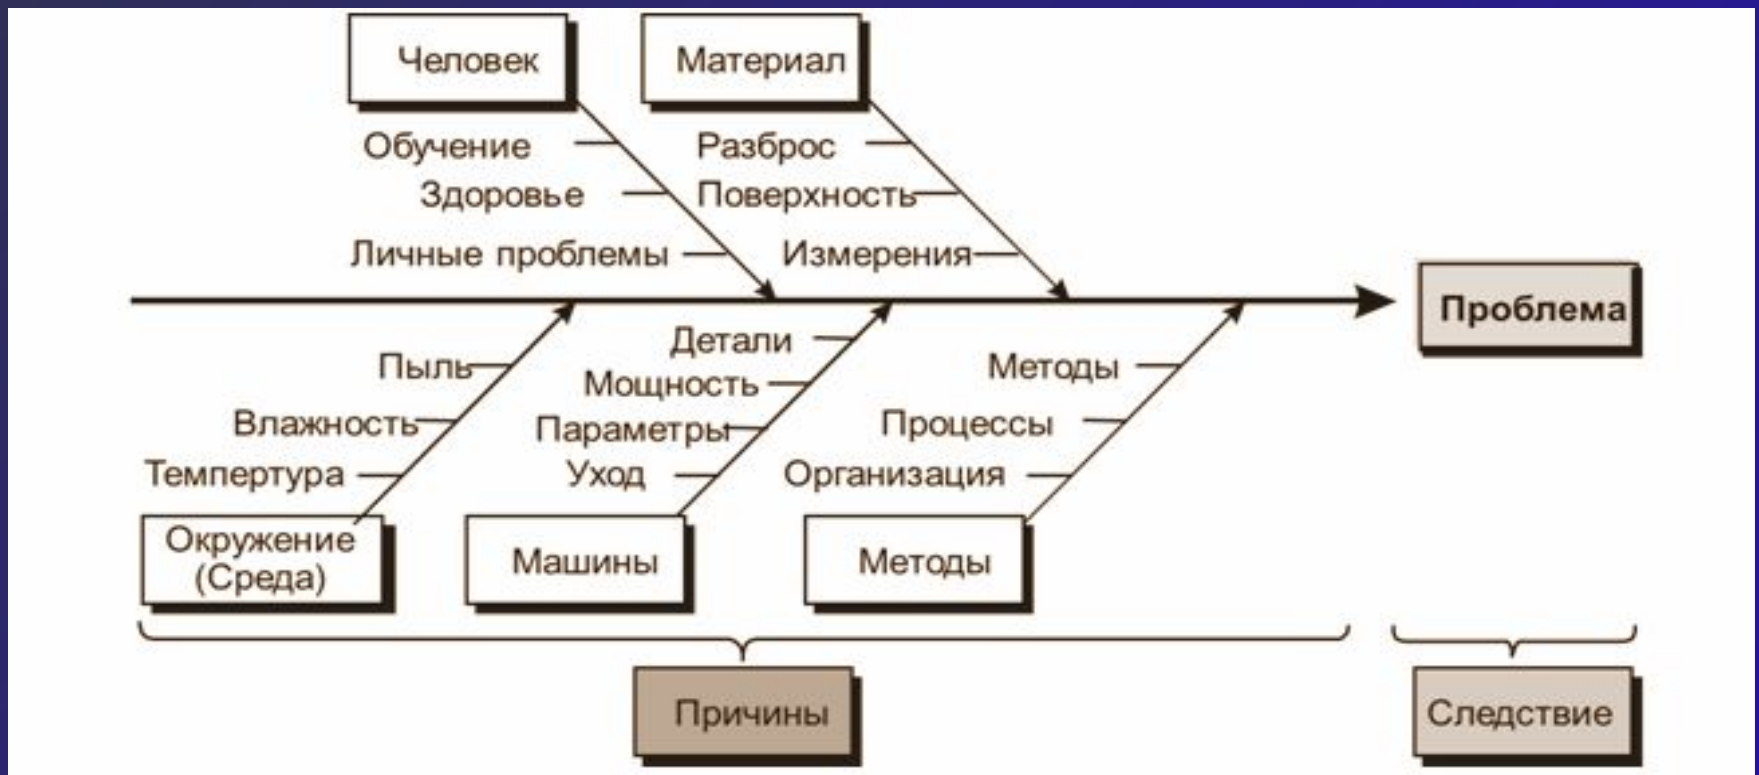 Человек
Материал
Обучение
Разброс
Здоровье
Поверхность
Личные проблемы
Измерения
Проблема
Детали
Пыль
Методы
Мощность
Влажность
Параметры
Процессы
Темпертура
Уход
Организация
Окружение
(Среда)
Машины
Методы
Причины
Следствие